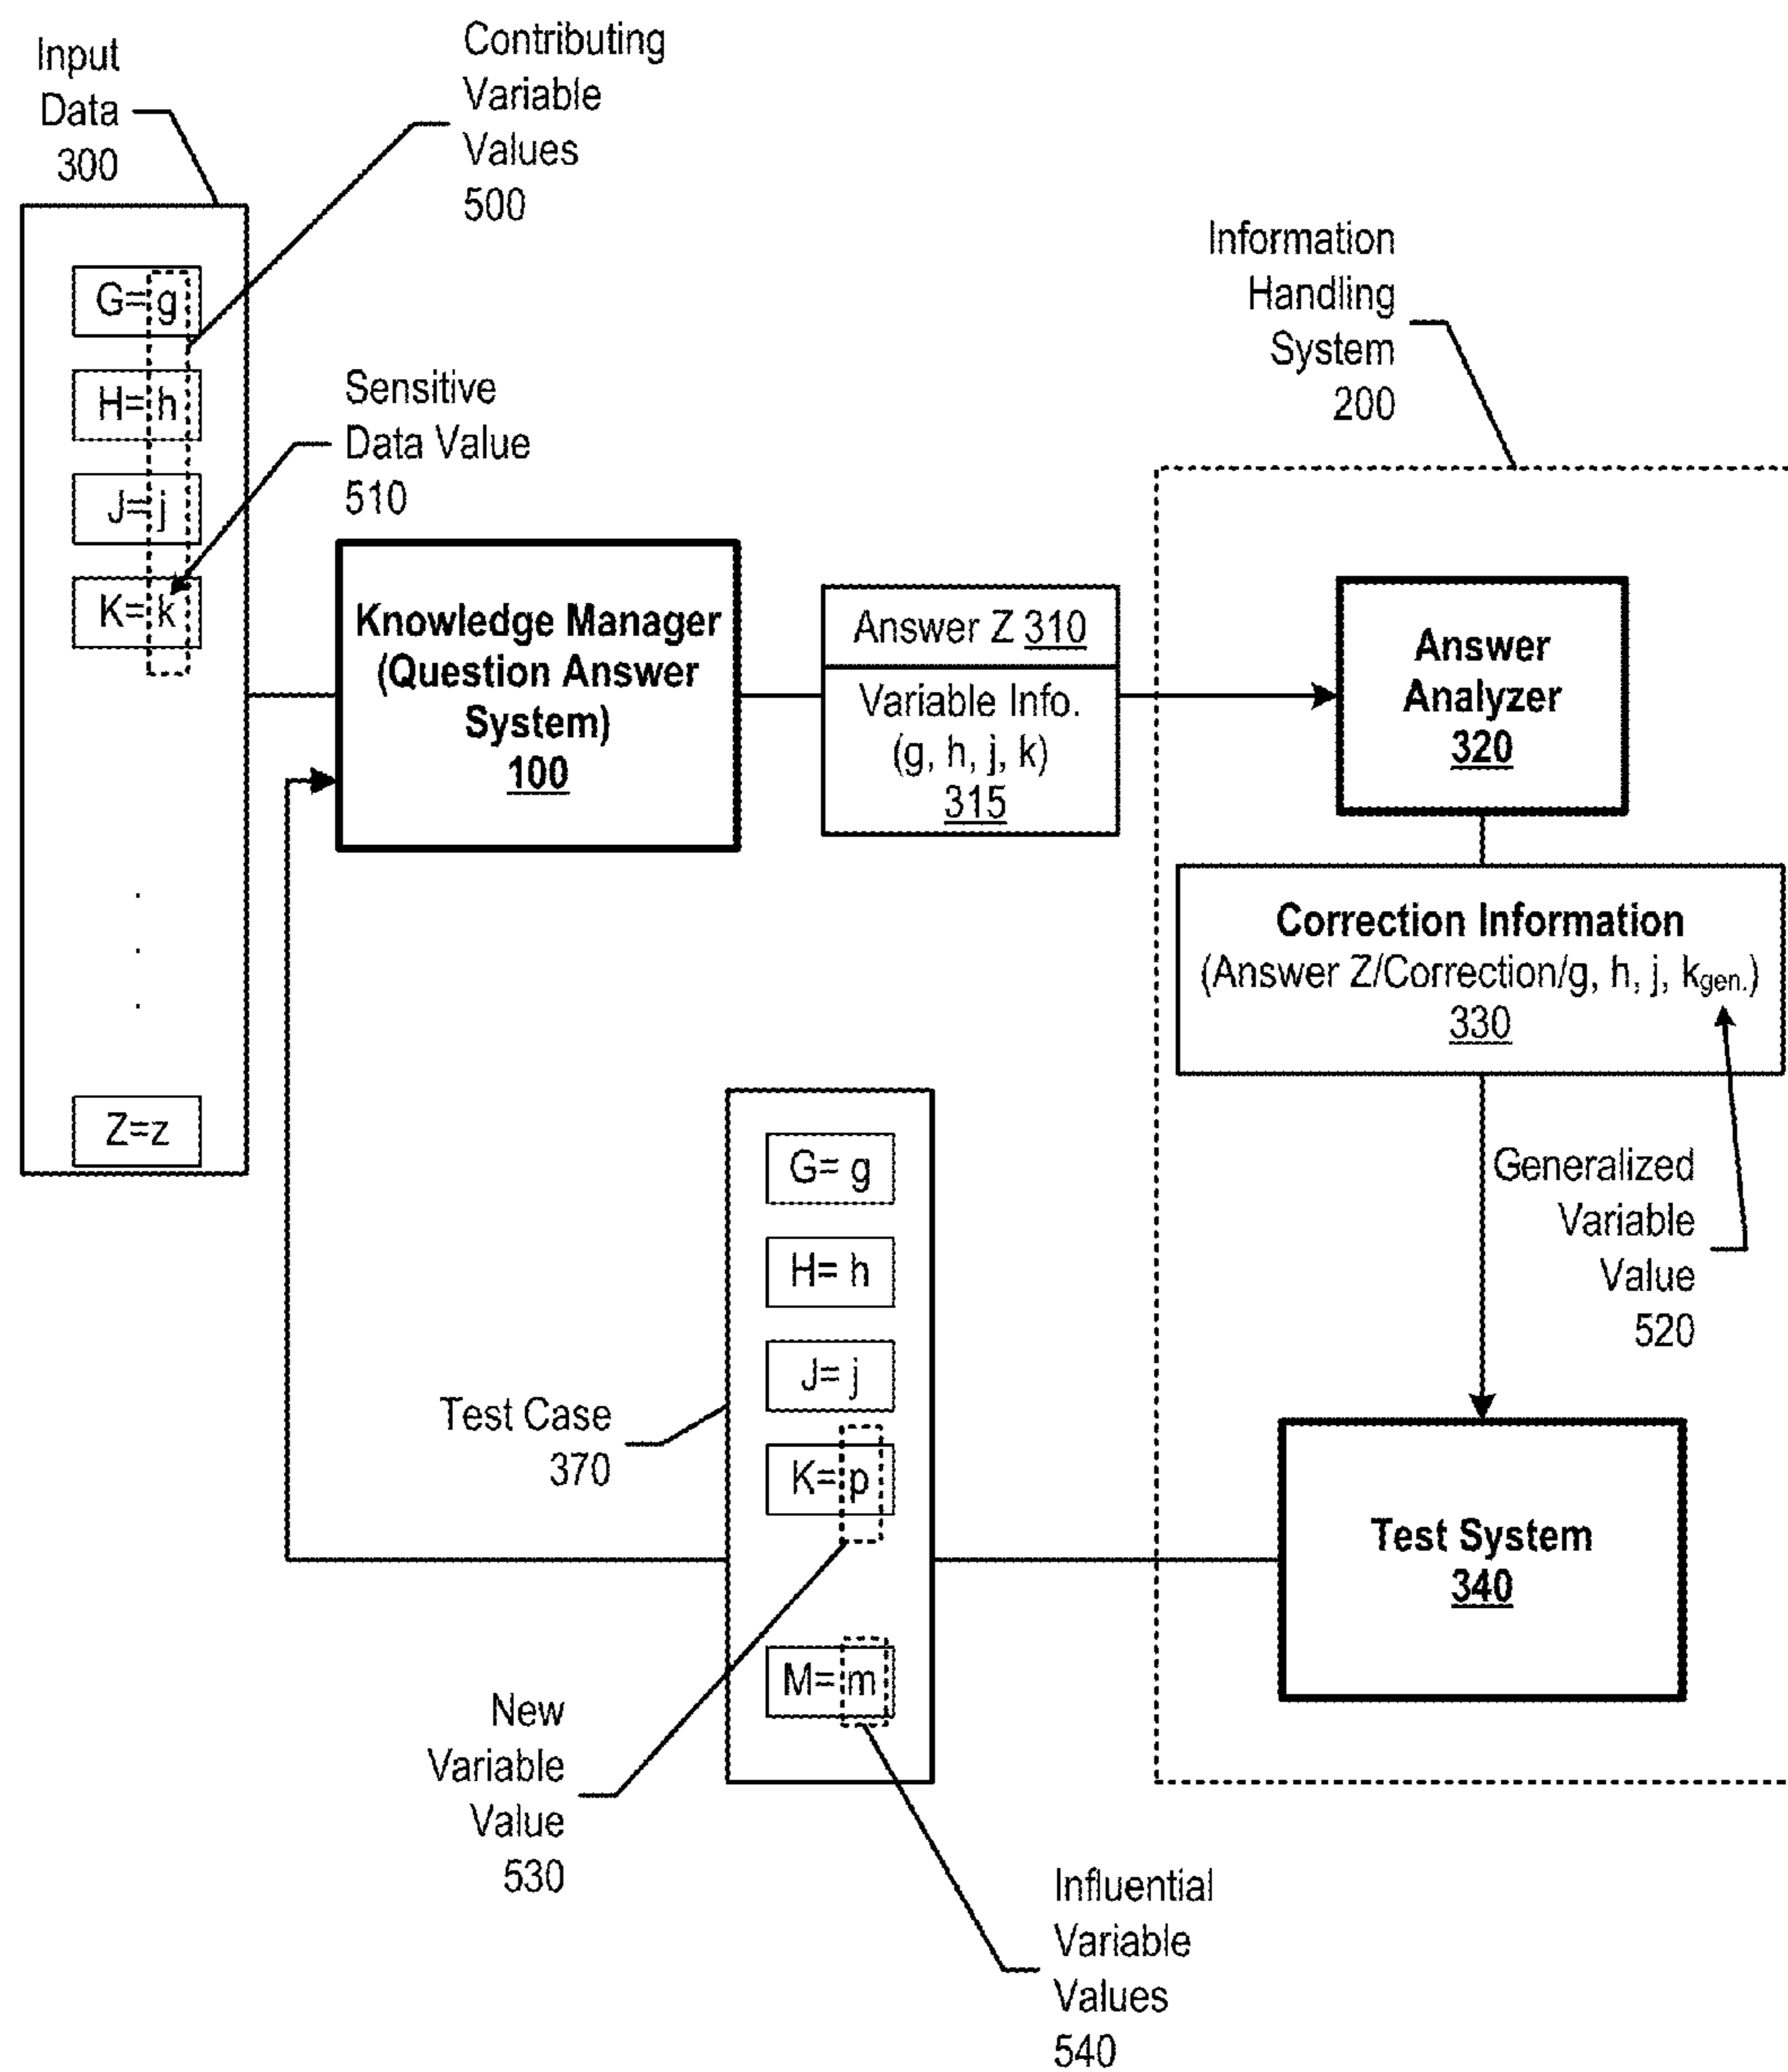 Input
Data
300
Contributing
Variable
Values
500
G= g
H= h
J= j
K= k
.
.
.
Z=z
Sensitive
Data Value
510
Knowledge Manager
(Question Answer
System)
100
Answer Z 310
Variable Info.
(g, h, j, k)
315
Information
Handling
System
200
Answer
Analyzer
320
Correction Information
(Answer Z/Correction/g, h, j, kgen.)
330
Generalized
Variable
Value
520
Test System
340
Test Case
370
G= g
H= h
J= j
K= p
M= m
New
Variable
Value
530
Influential
Variable
Values
540